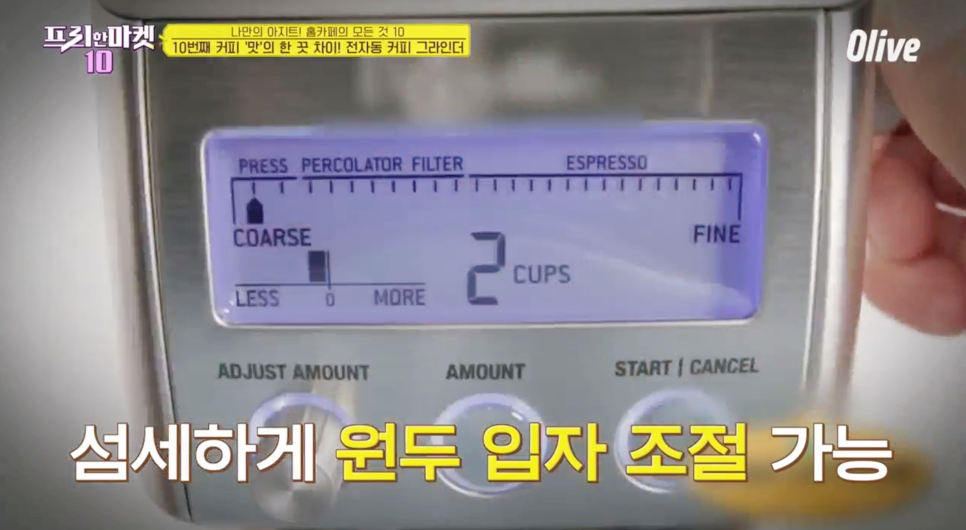 프리한마켓
10
나만의 아지트! 홈카페의 모든 것 10
10번째 커피 '맛'의 한 끗 차이! 전자동 커피 그라인더
Olive
PRESS PERCOLATOR FILTER ESPRESSO
COARSE FINE
2 CUPS
LESS 0 MORE
ADJUST AMOUNT AMOUNT START | CANCEL
섬세하게 원두 입자 조절 가능